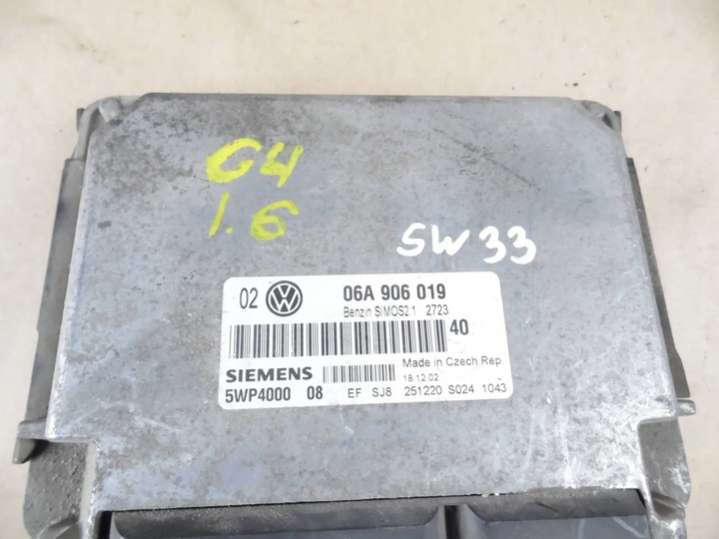 G4
1.6
SW33
02 VW 06A 906 019
Benzin SIMOS2.1 2723
40
Made in Czech Rep.
SIEMENS 18.12.02
5WP4000 08 EF SJ8 251220 S024 1043